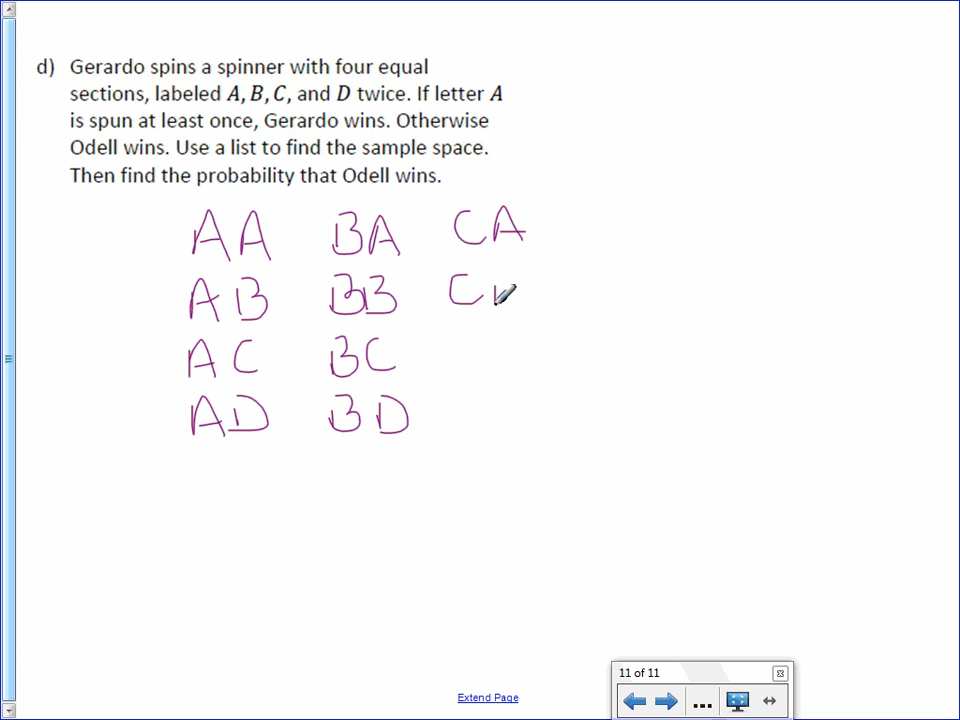 d) Gerardo spins a spinner with four equal
sections, labeled A, B, C, and D twice. If letter A
is spun at least once, Gerardo wins. Otherwise
Odell wins. Use a list to find the sample space.
Then find the probability that Odell wins.
AA BA CA
AB BB C
AC BC
AD BD
Extend Page
11 of 11
...